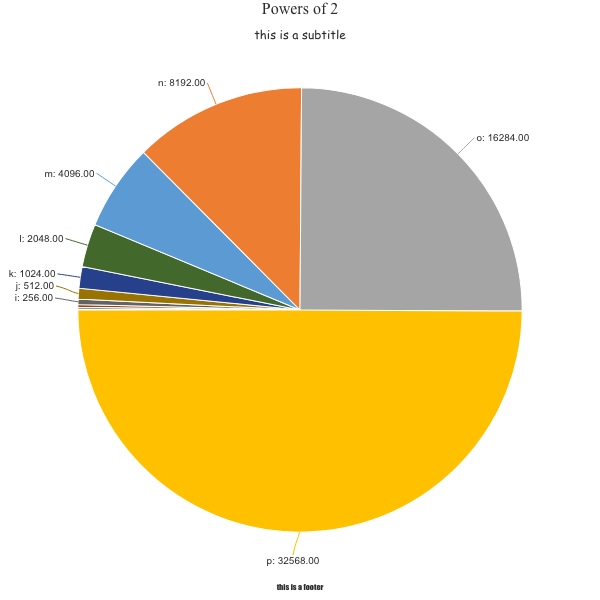 Powers of 2
this is a subtitle
n: 8192.00
o: 16284.00
m: 4096.00
l: 2048.00
k: 1024.00
j: 512.00
i: 256.00
p: 32568.00
this is a footer